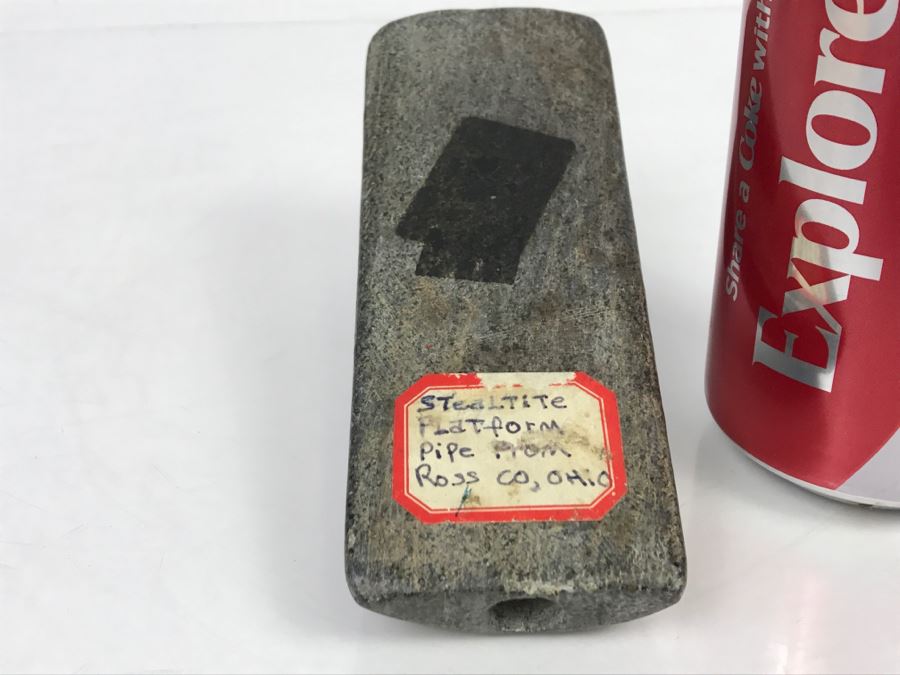 STeaLTiTe
PLaTform
Pipe From
Ross CO, OHiO
Share a Coke with
Explore